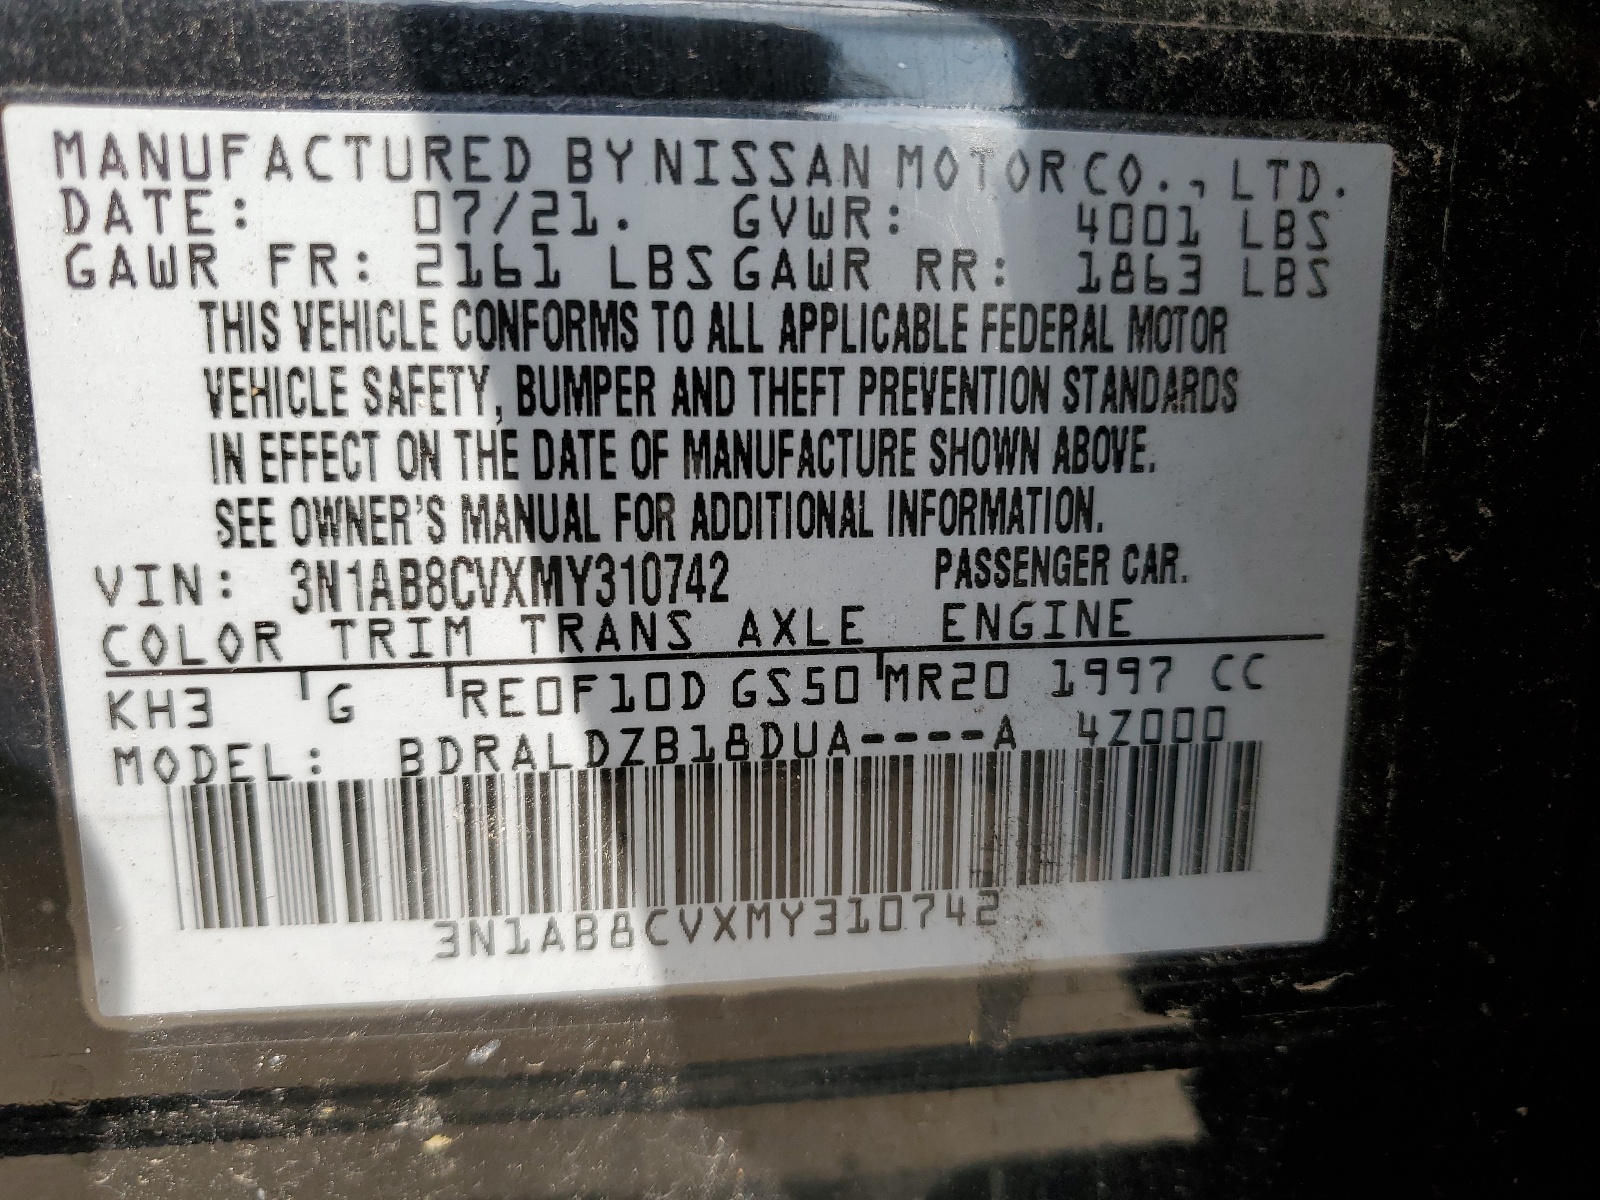 MANUFACTURED BY NISSAN MOTOR CO., LTD.
DATE: 07/21. GVWR: 4001 LBS
GAWR FR: 2161 LBS GAWR RR: 1863 LBS
THIS VEHICLE CONFORMS TO ALL APPLICABLE FEDERAL MOTOR
VEHICLE SAFETY, BUMPER AND THEFT PREVENTION STANDARDS
IN EFFECT ON THE DATE OF MANUFACTURE SHOWN ABOVE.
SEE OWNER'S MANUAL FOR ADDITIONAL INFORMATION.
VIN: 3N1AB8CVXMY310742 PASSENGER CAR.
COLOR TRIM TRANS AXLE ENGINE
KH3 G RE0F10D GS50 MR20 1997 CC
MODEL: BDRALDZB18DUA----A 4Z000
3N1AB8CVXMY310742